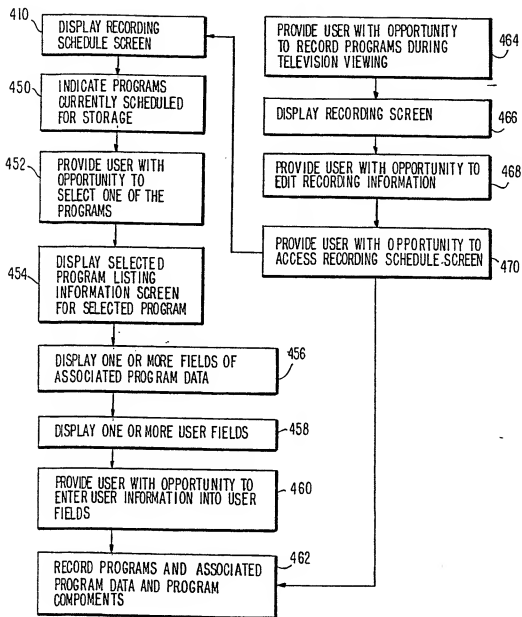 410
DISPLAY RECORDING
SCHEDULE SCREEN
450
INDICATE PROGRAMS
CURRENTLY SCHEDULED
FOR STORAGE
452
PROVIDE USER WITH
OPPORTUNITY TO
SELECT ONE OF THE
PROGRAMS
454
DISPLAY SELECTED
PROGRAM LISTING
INFORMATION SCREEN
FOR SELECTED PROGRAM
DISPLAY ONE OR MORE FIELDS OF
ASSOCIATED PROGRAM DATA
456
DISPLAY ONE OR MORE USER FIELDS
458
PROVIDE USER WITH OPPORTUNITY TO
ENTER USER INFORMATION INTO USER
FIELDS
460
RECORD PROGRAMS AND ASSOCIATED
PROGRAM DATA AND PROGRAM
COMPONENTS
462
PROVIDE USER WITH OPPORTUNITY
TO RECORD PROGRAMS DURING
TELEVISION VIEWING
464
DISPLAY RECORDING SCREEN
466
PROVIDE USER WITH OPPORTUNITY TO
EDIT RECORDING INFORMATION
468
PROVIDE USER WITH OPPORTUNITY TO
ACCESS RECORDING SCHEDULE SCREEN
470